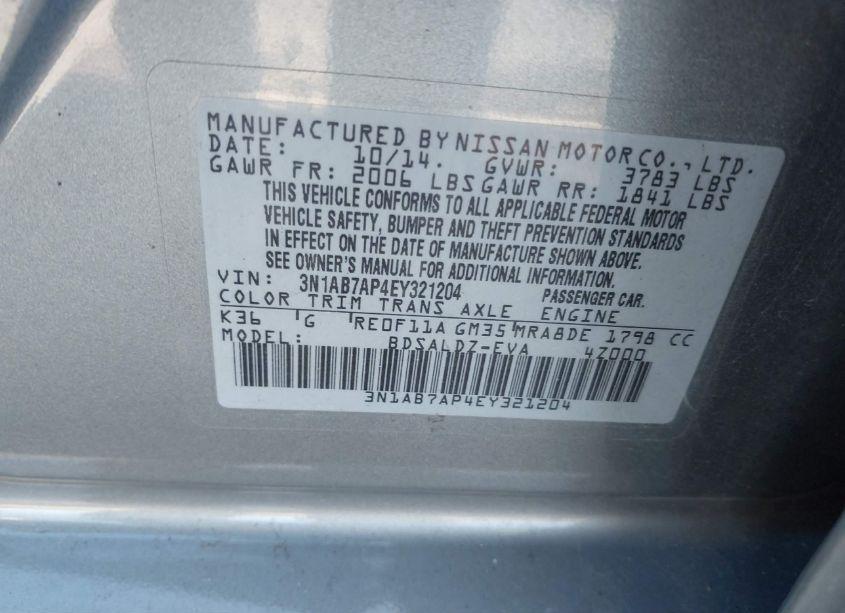 MANUFACTURED BY NISSAN MOTOR CO., LTD.
DATE: 10/14. GVWR: 3783 LBS
GAWR FR: 2006 LBS GAWR RR: 1841 LBS
THIS VEHICLE CONFORMS TO ALL APPLICABLE FEDERAL MOTOR
VEHICLE SAFETY, BUMPER AND THEFT PREVENTION STANDARDS
IN EFFECT ON THE DATE OF MANUFACTURE SHOWN ABOVE.
SEE OWNER'S MANUAL FOR ADDITIONAL INFORMATION.
VIN: 3N1AB7AP4EY321204 PASSENGER CAR.
COLOR TRIM TRANS AXLE ENGINE
K36 G RE0F11A GM35 MRA8DE 1798 CC
MODEL: BDSALDZ-EVA 4Z000
3N1AB7AP4EY321204